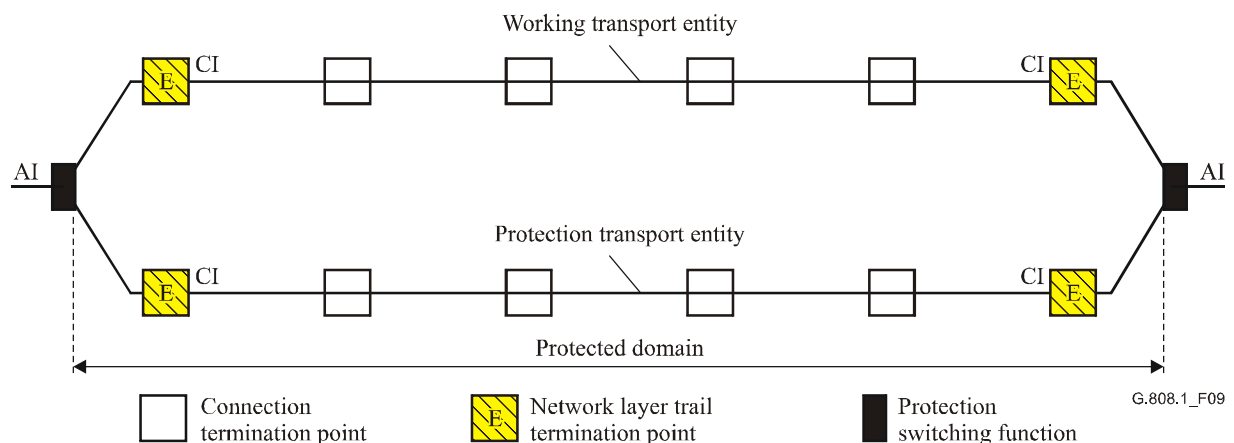 Working transport entity
E
CI
CI
E
AI
AI
Protection transport entity
E
CI
CI
E
Protected domain
Connection
termination point
E
Network layer trail
termination point
Protection
switching function
G.808.1_F09